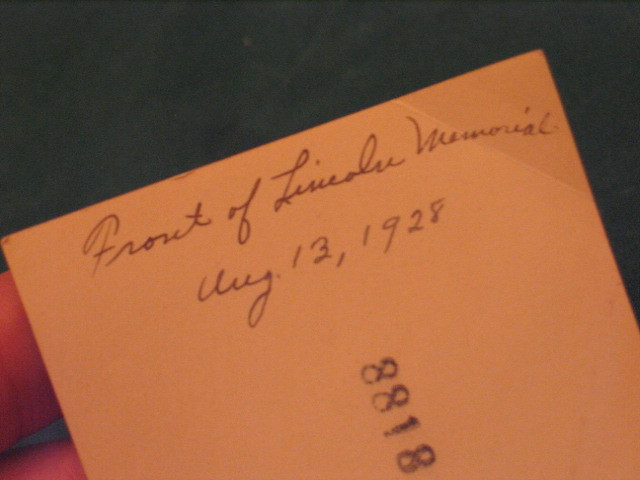 Front of Lincoln Memorial.
Aug. 13, 1928
8818